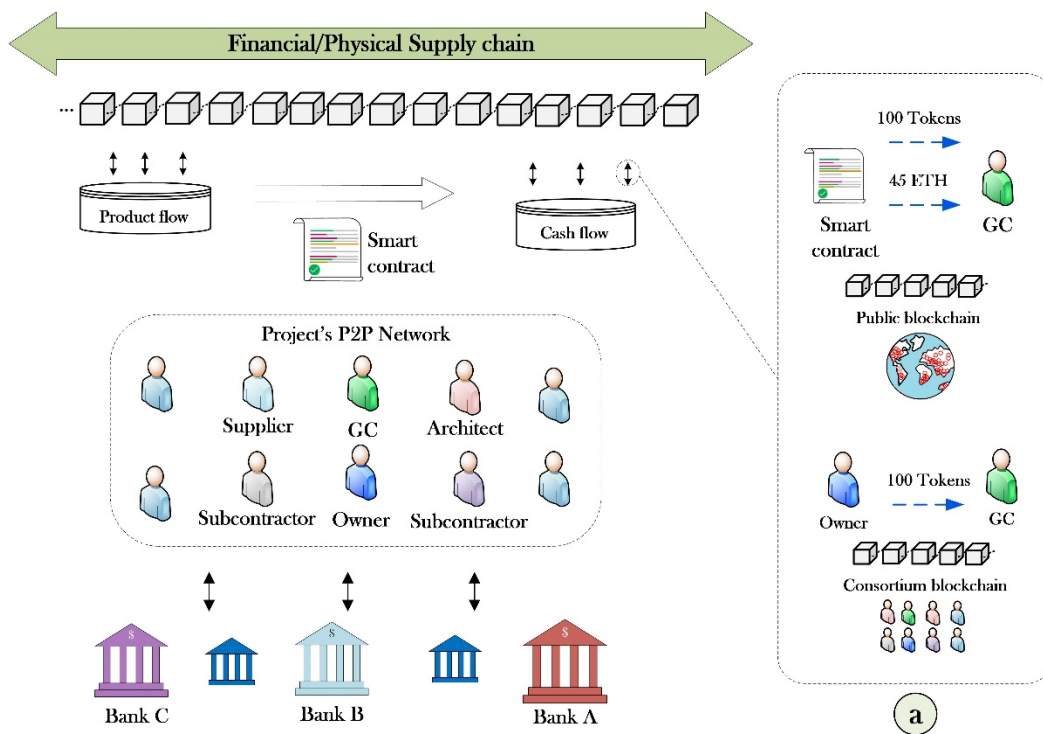 Financial/Physical Supply chain
...
Product flow
Smart
contract
Cash flow
Project's P2P Network
Supplier
GC
Architect
Subcontractor
Owner
Subcontractor
$
Bank C
$
Bank B
$
Bank A
100 Tokens
45 ETH
Smart
contract
GC
Public blockchain
100 Tokens
Owner
GC
Consortium blockchain
a